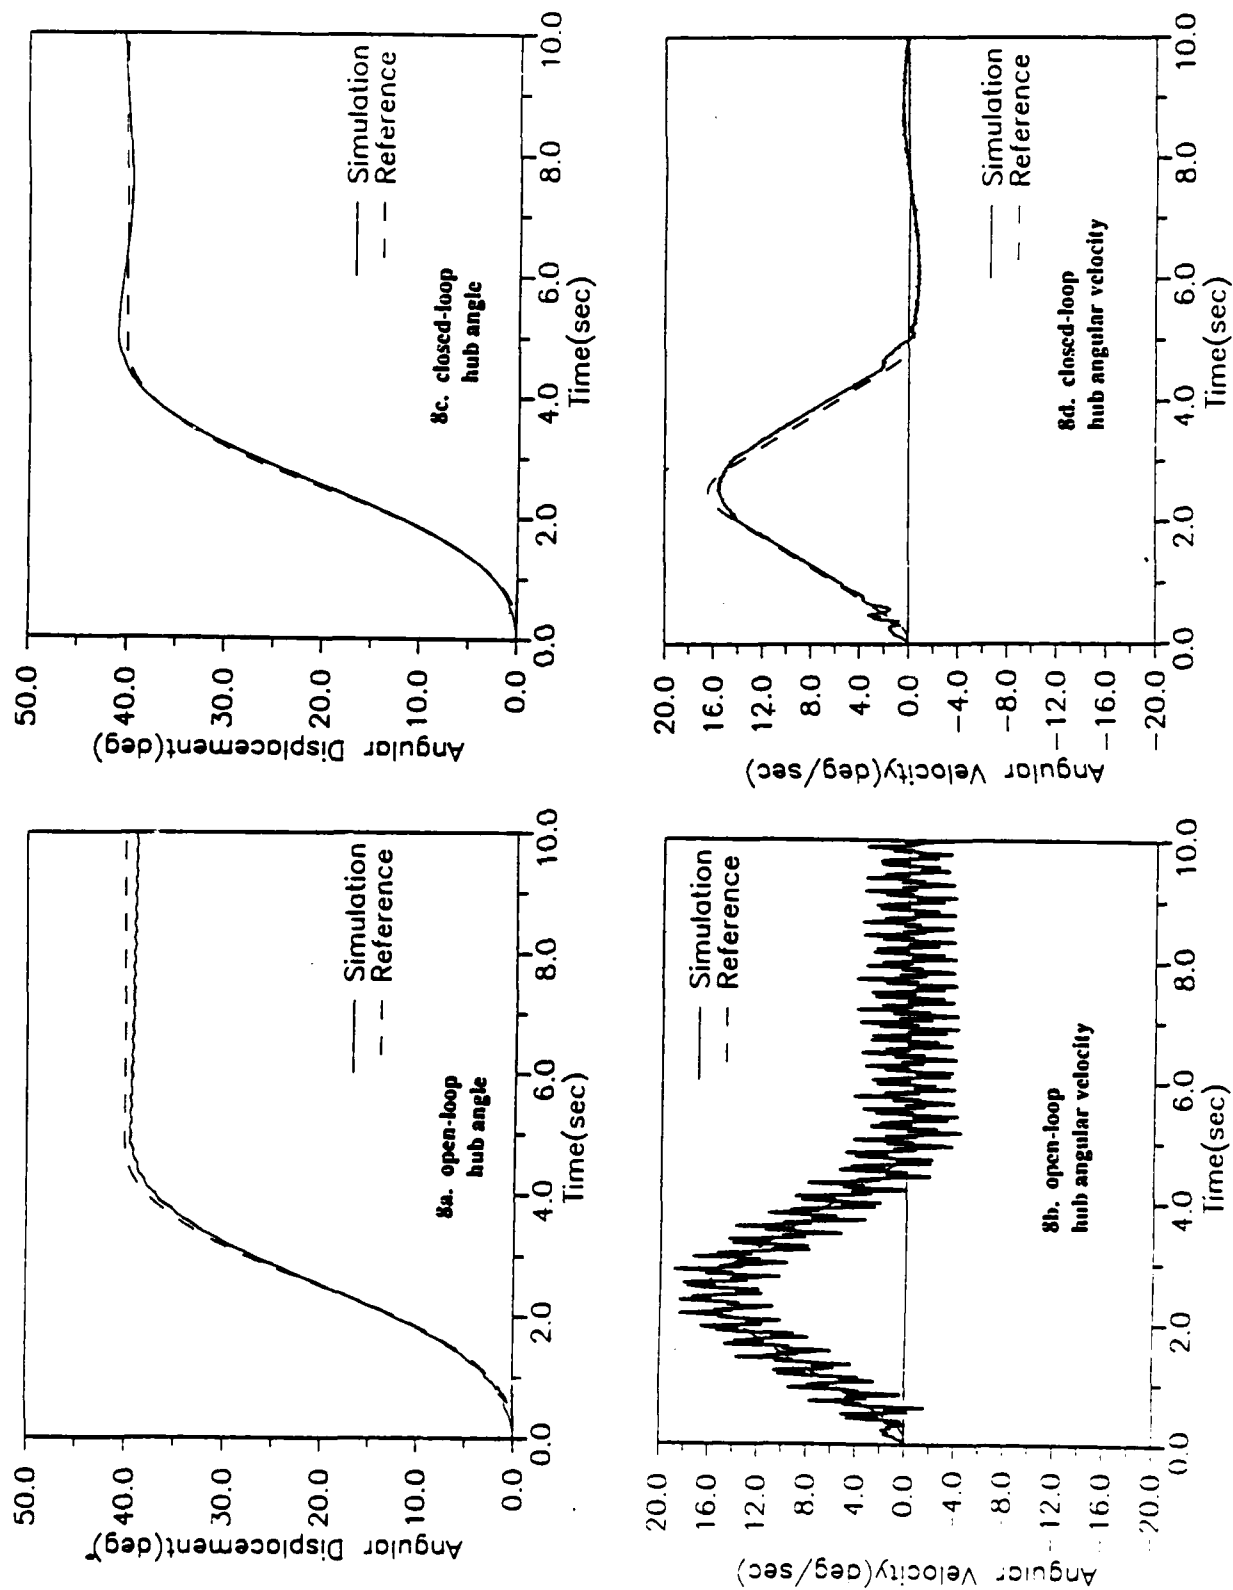 50.0
40.0
30.0
20.0
10.0
0.0
Angular Displacement(deg)
0.0 2.0 4.0 6.0 8.0 10.0
Time(sec)
Simulation
Reference
8a. open-loop
hub angle
50.0
40.0
30.0
20.0
10.0
0.0
Angular Displacement(deg)
0.0 2.0 4.0 6.0 8.0 10.0
Time(sec)
Simulation
Reference
8c. closed-loop
hub angle
20.0
16.0
12.0
8.0
4.0
0.0
-4.0
-8.0
-12.0
-16.0
-20.0
Angular Velocity(deg/sec)
0.0 2.0 4.0 6.0 8.0 10.0
Time(sec)
Simulation
Reference
8b. open-loop
hub angular velocity
20.0
16.0
12.0
8.0
4.0
0.0
-4.0
-8.0
-12.0
-16.0
-20.0
Angular Velocity(deg/sec)
0.0 2.0 4.0 6.0 8.0 10.0
Time(sec)
Simulation
Reference
8d. closed-loop
hub angular velocity